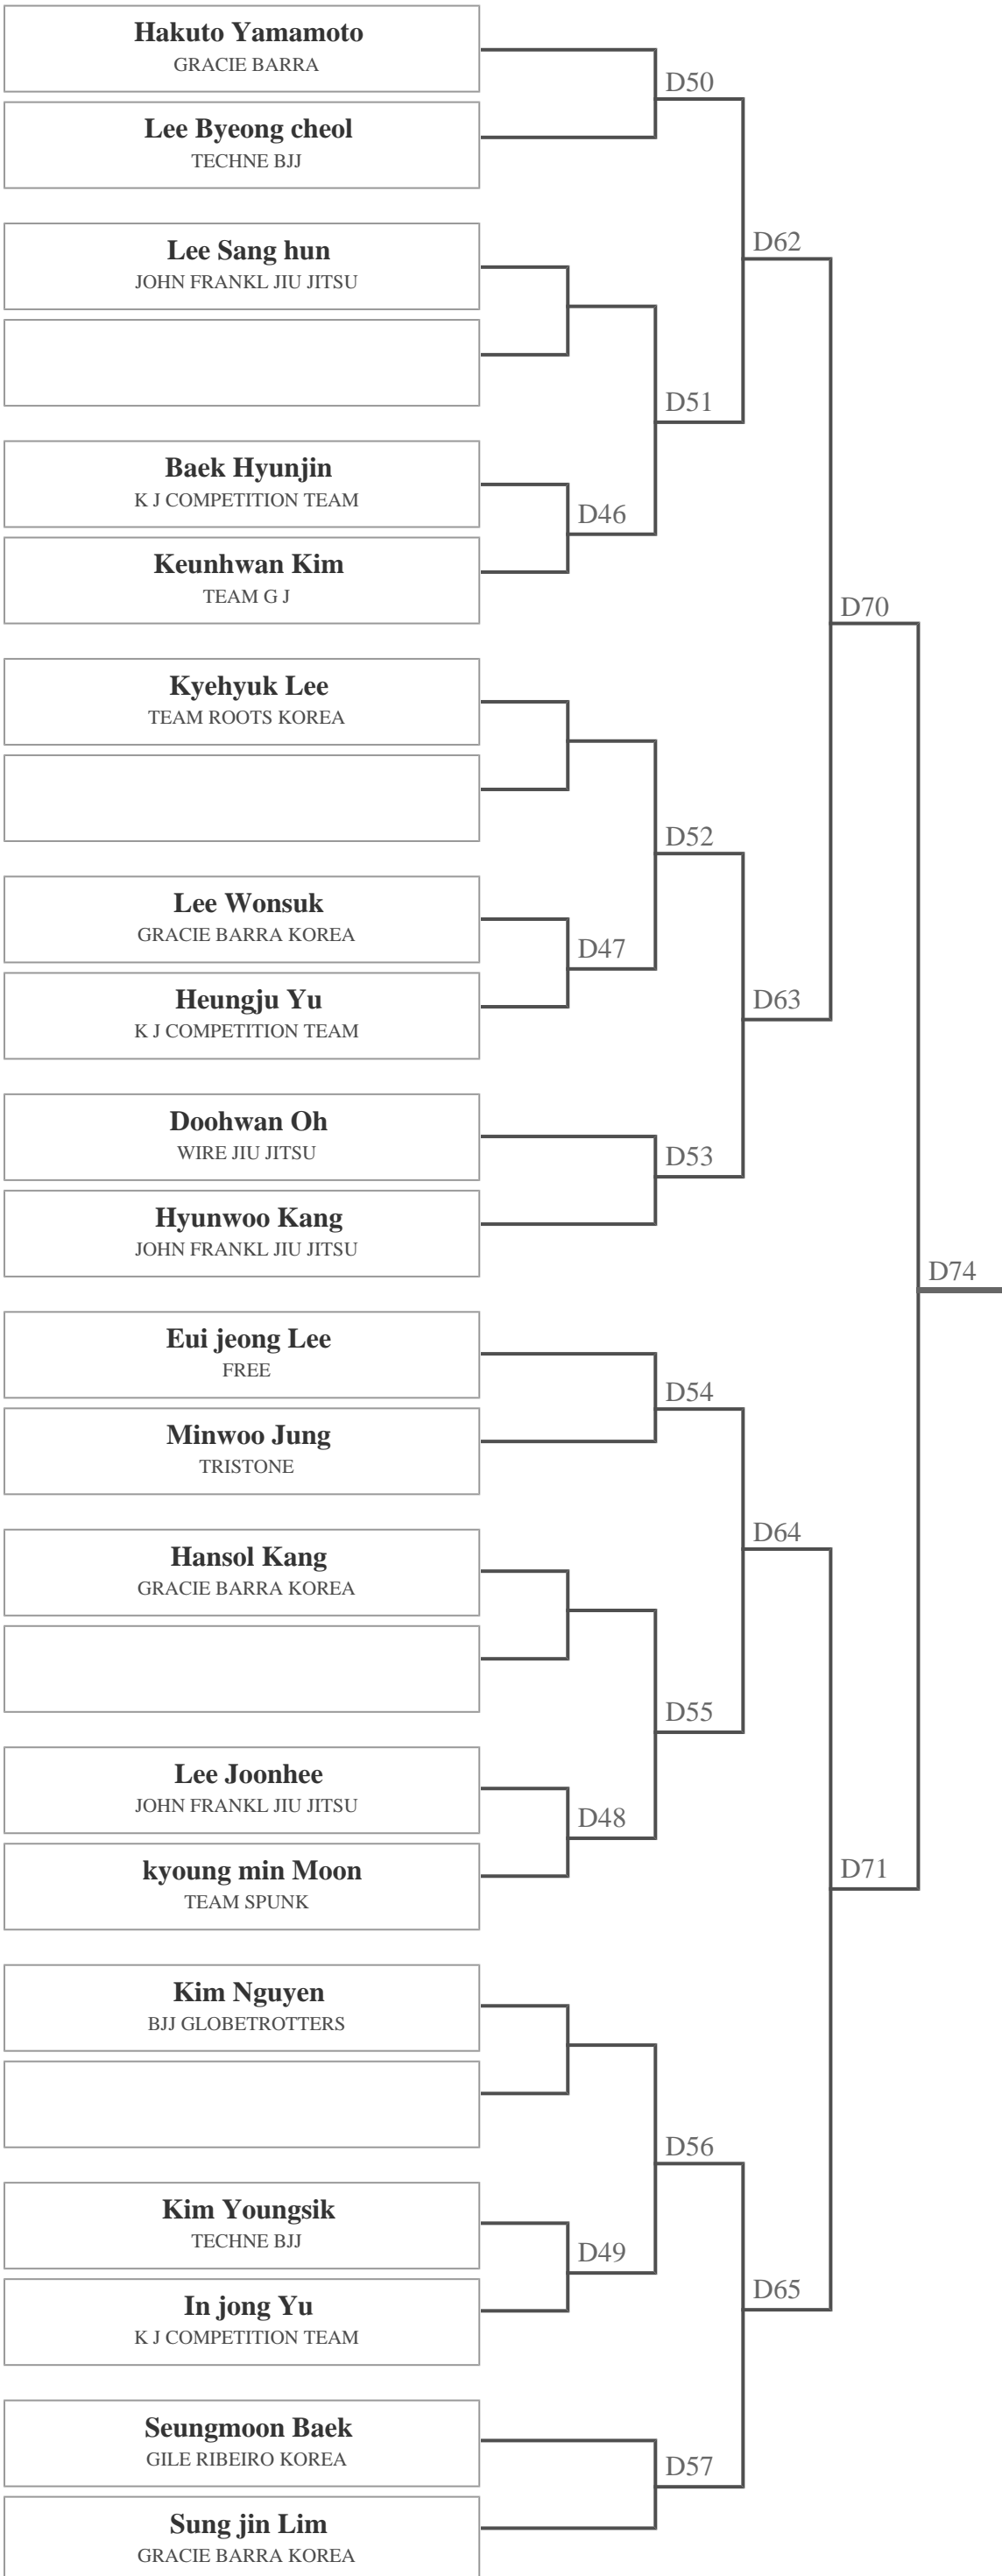 Hakuto Yamamoto
GRACIE BARRA
D50
Lee Byeong cheol
TECHNE BJJ
D62
Lee Sang hun
JOHN FRANKL JIU JITSU
D51
Baek Hyunjin
K J COMPETITION TEAM
D46
Keunhwan Kim
TEAM G J
D70
Kyehyuk Lee
TEAM ROOTS KOREA
D52
Lee Wonsuk
GRACIE BARRA KOREA
D47
Heungju Yu
K J COMPETITION TEAM
D63
Doohwan Oh
WIRE JIU JITSU
D53
Hyunwoo Kang
JOHN FRANKL JIU JITSU
D74
Eui jeong Lee
FREE
D54
Minwoo Jung
TRISTONE
D64
Hansol Kang
GRACIE BARRA KOREA
D55
Lee Joonhee
JOHN FRANKL JIU JITSU
D48
kyoung min Moon
TEAM SPUNK
D71
Kim Nguyen
BJJ GLOBETROTTERS
D56
Kim Youngsik
TECHNE BJJ
D49
In jong Yu
K J COMPETITION TEAM
D65
Seungmoon Baek
GILE RIBEIRO KOREA
D57
Sung jin Lim
GRACIE BARRA KOREA